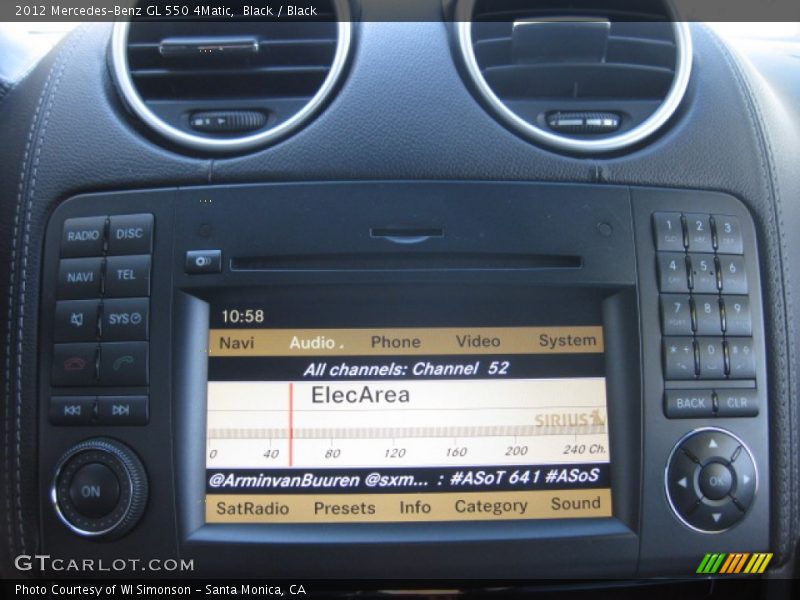 2012 Mercedes-Benz GL 550 4Matic, Black / Black
RADIO DISC
NAVI TEL
SYS
ON
BACK CLR
OK
1 2 3
4 5 6
7 8 9
* 0 #
10:58
Navi Audio Phone Video System
All channels: Channel 52
ElecArea
SIRIUS
0 40 80 120 160 200 240 Ch.
@ArminvanBuuren @sxm... : #ASoT 641 #ASoS
SatRadio Presets Info Category Sound
GTCARLOT.COM
Photo Courtesy of WI Simonson - Santa Monica, CA